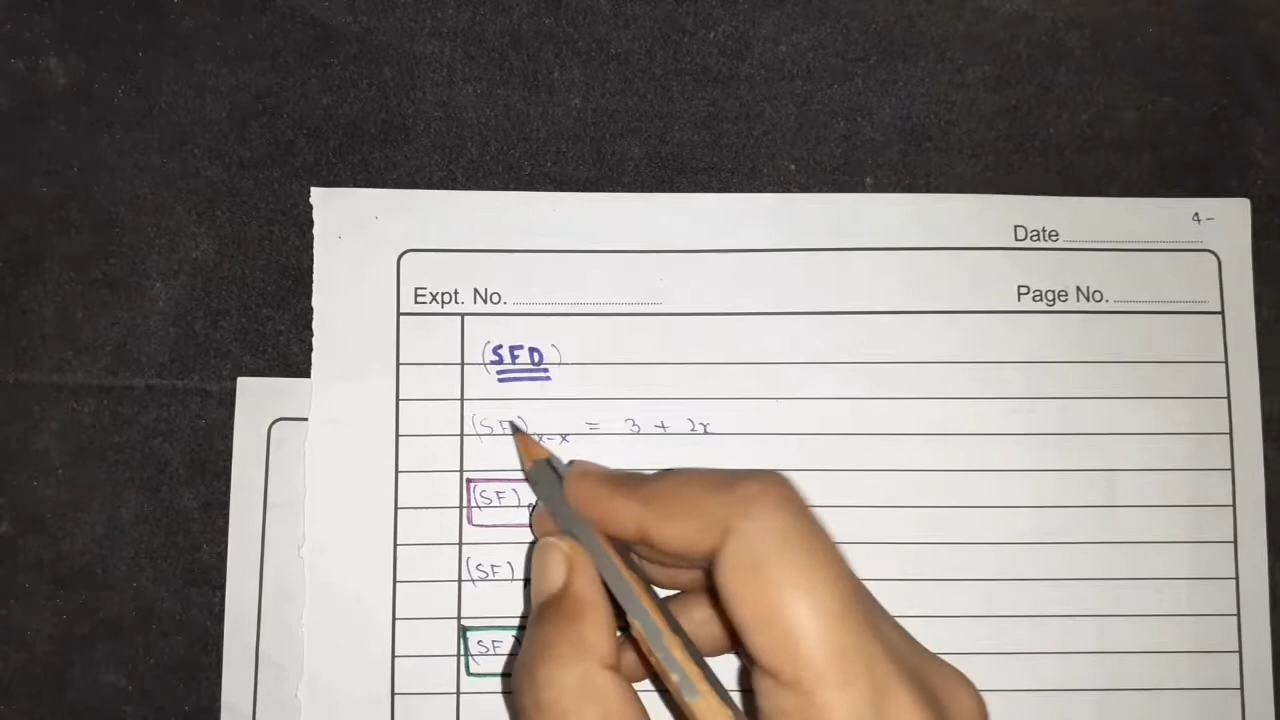 4-
Date
Expt. No.
Page No.
(SFD)
(SF)x-x = 3 + 2x
(SF)
(SF)
(SF)